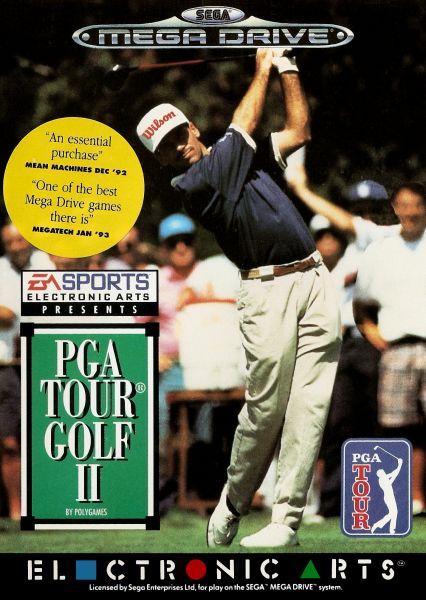 SEGA
MEGA DRIVE
Wilson
"An essential
purchase"
MEAN MACHINES DEC '92
"One of the best
Mega Drive games
there is"
MEGATECH JAN '93
EA SPORTS
ELECTRONIC ARTS
PRESENTS
PGA
TOUR®
GOLF
II
BY POLYGAMES
PGA
TOUR
ELECTRONIC ARTS™
Licensed by Sega Enterprises Ltd, for play on the SEGA™ MEGA DRIVE™ system.